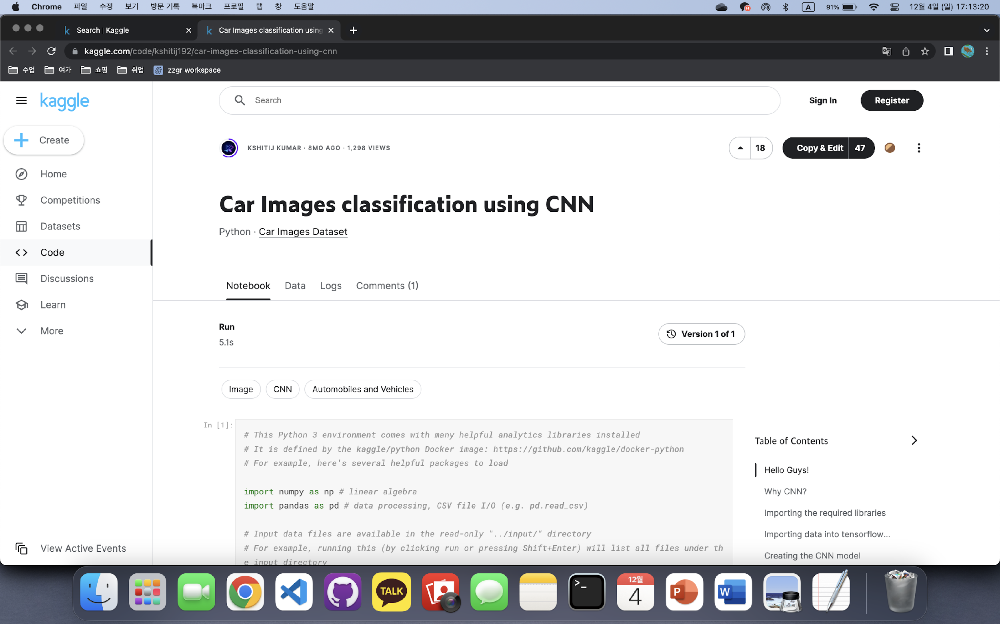 Chrome 파일 수정 보기 방문 기록 북마크 프로필 탭 창 도움말 A 91% 12월 4일 (일) 17:13:20
Search | Kaggle Car Images classification using
kaggle.com/code/kshitij192/car-images-classification-using-cnn
수업 여가 쇼핑 취업 zzgr workspace
kaggle
Search
Sign In
Register
Create
KSHITIJ KUMAR · 8MO AGO · 1,298 VIEWS
18
Copy & Edit 47
Home
Competitions
Datasets
Code
Discussions
Learn
More
View Active Events
Car Images classification using CNN
Python · Car Images Dataset
Notebook Data Logs Comments (1)
Run
5.1s
Version 1 of 1
Image CNN Automobiles and Vehicles
In [1]:
# This Python 3 environment comes with many helpful analytics libraries installed
# It is defined by the kaggle/python Docker image: https://github.com/kaggle/docker-python
# For example, here's several helpful packages to load
import numpy as np # linear algebra
import pandas as pd # data processing, CSV file I/O (e.g. pd.read_csv)
# Input data files are available in the read-only "../input/" directory
# For example, running this (by clicking run or pressing Shift+Enter) will list all files under th
e input directory
Table of Contents
Hello Guys!
Why CNN?
Importing the required libraries
Importing data into tensorflow...
Creating the CNN model
TALK
>_
12월
4
P
W